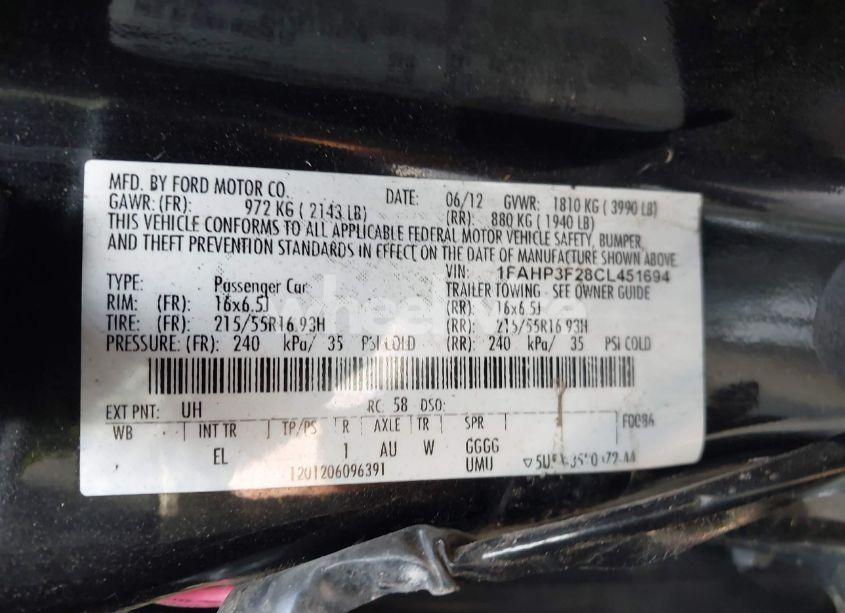 MFD. BY FORD MOTOR CO. DATE: 06/12 GVWR: 1810 KG ( 3990 LB)
GAWR: (FR): 972 KG ( 2143 LB) (RR): 880 KG ( 1940 LB)
THIS VEHICLE CONFORMS TO ALL APPLICABLE FEDERAL MOTOR VEHICLE SAFETY, BUMPER,
AND THEFT PREVENTION STANDARDS IN EFFECT ON THE DATE OF MANUFACTURE SHOWN ABOVE.
VIN: 1FAHP3F28CL451694
TYPE: Passenger Car TRAILER TOWING - SEE OWNER GUIDE
RIM: (FR) 16x6.5J (RR): 16x6.5J
TIRE: (FR): 215/55R16 93H (RR): 215/55R16 93H
PRESSURE: (FR): 240 kPa/ 35 PSI COLD (RR): 240 kPa/ 35 PSI COLD
EXT PNT: UH RC: 58 DSO: F0086
WB INT TR TP/PS R AXLE TR SPR
EL 1 AU W GGGG
1201206096391 UMU